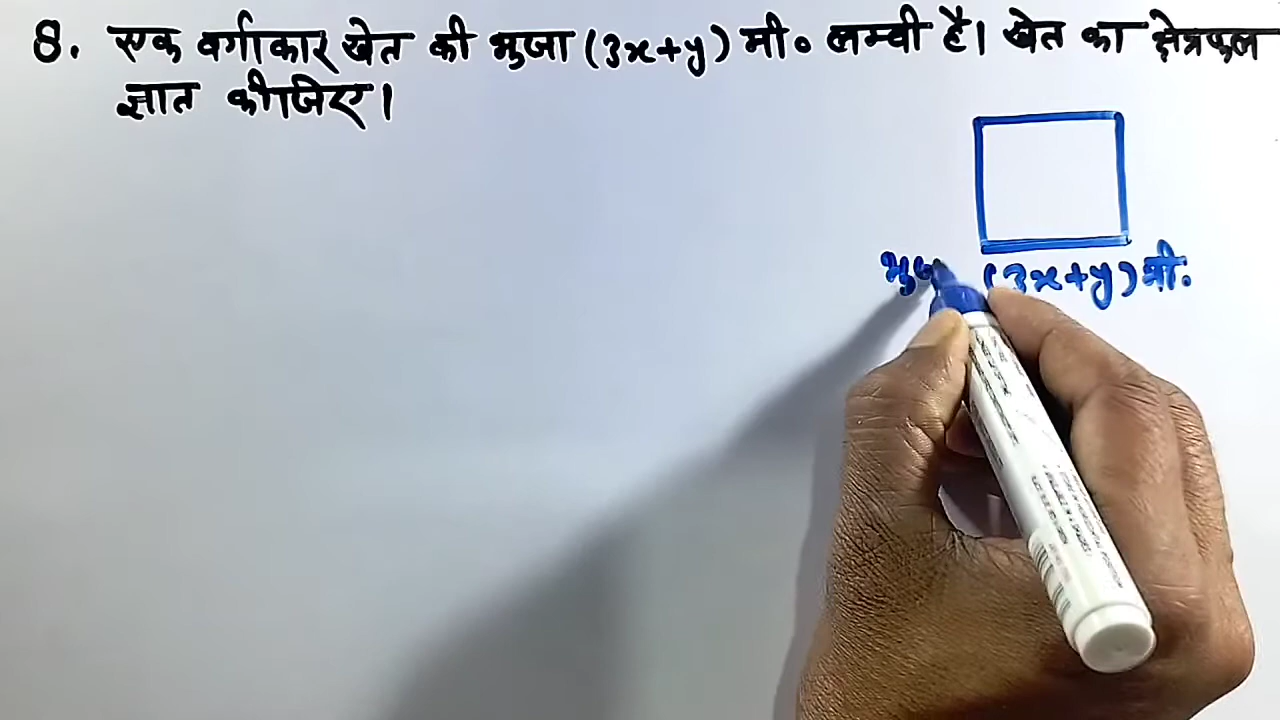 8. एक वर्गाकार खेत की भुजा (3x+y) मी० लम्बी है। खेत का क्षेत्रफल
ज्ञात कीजिए।
(3x+y) मी.